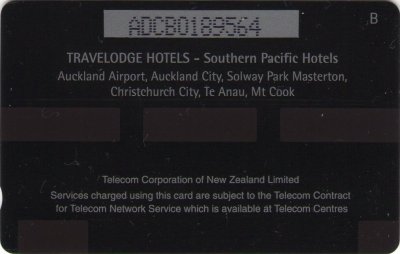 ADCB0189564
B
TRAVELODGE HOTELS - Southern Pacific Hotels
Auckland Airport, Auckland City, Solway Park Masterton,
Christchurch City, Te Anau, Mt Cook
Telecom Corporation of New Zealand Limited
Services charged using this card are subject to the Telecom Contract
for Telecom Network Service which is available at Telecom Centres